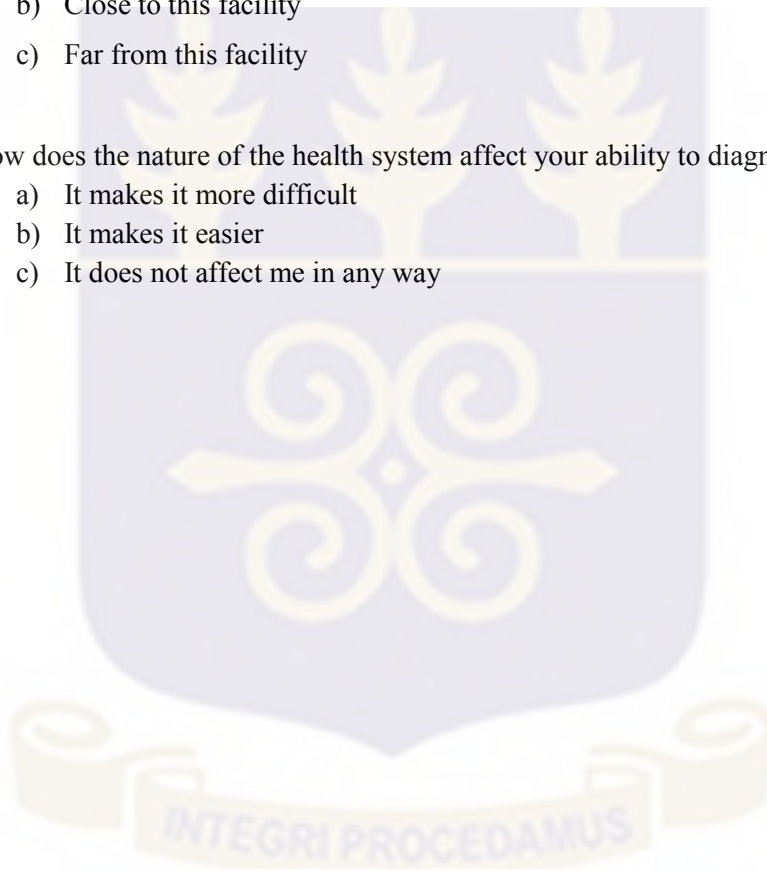 b) Close to this facility
c) Far from this facility
ow does the nature of the health system affect your ability to diagn
a) It makes it more difficult
b) It makes it easier
c) It does not affect me in any way
INTEGRI PROCEDAMUS